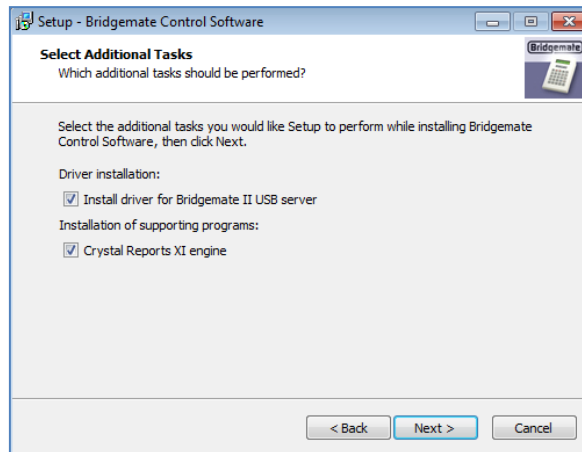 Setup - Bridgemate Control Software
Select Additional Tasks
Which additional tasks should be performed?
Bridgemate
Select the additional tasks you would like Setup to perform while installing Bridgemate
Control Software, then click Next.
Driver installation:
Install driver for Bridgemate II USB server
Installation of supporting programs:
Crystal Reports XI engine
< Back
Next >
Cancel